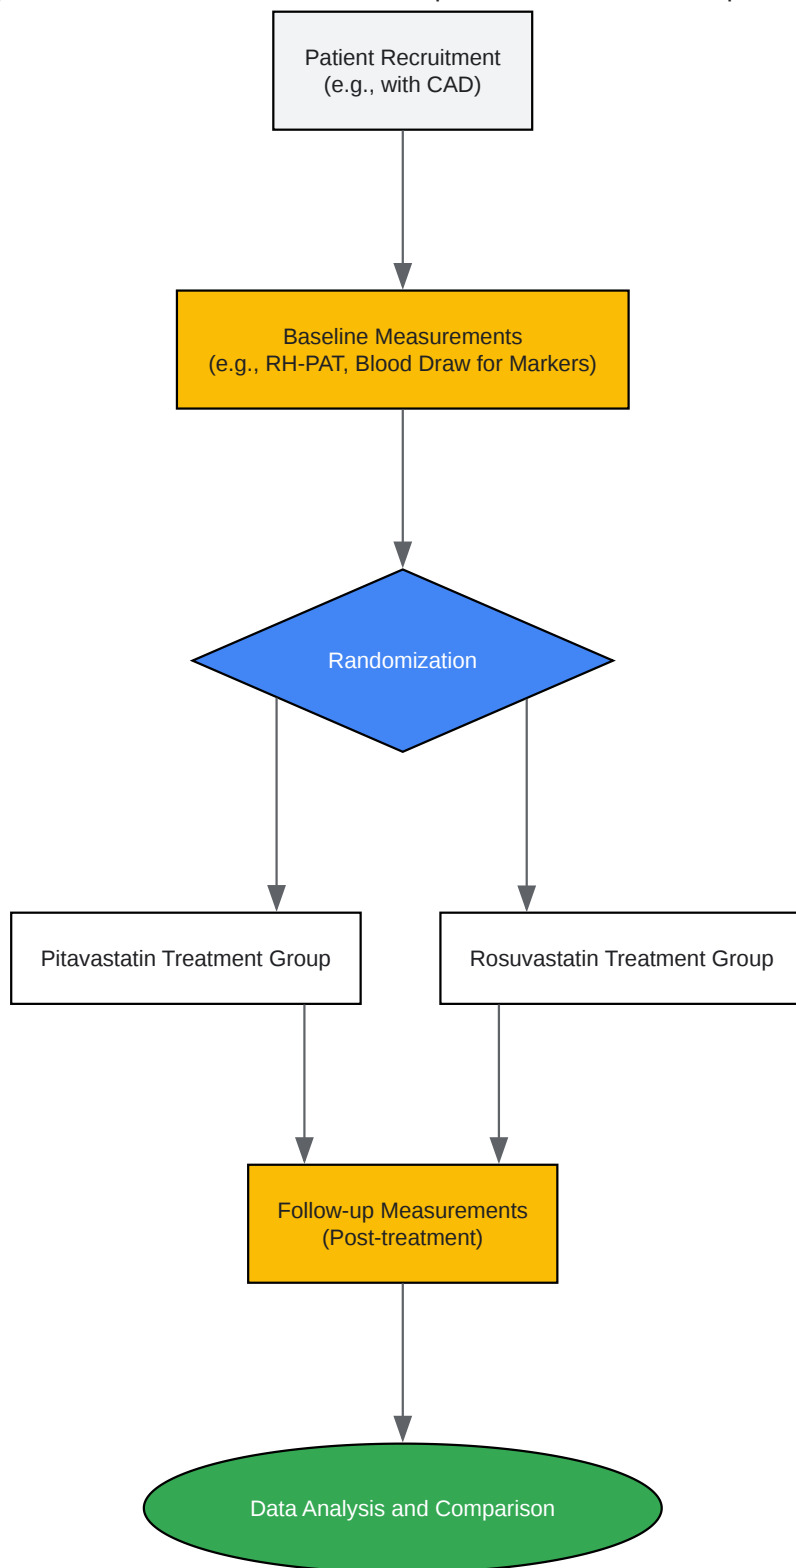 Patient Recruitment
(e.g., with CAD)
Baseline Measurements
(e.g., RH-PAT, Blood Draw for Markers)
Randomization
Pitavastatin Treatment Group
Rosuvastatin Treatment Group
Follow-up Measurements
(Post-treatment)
Data Analysis and Comparison